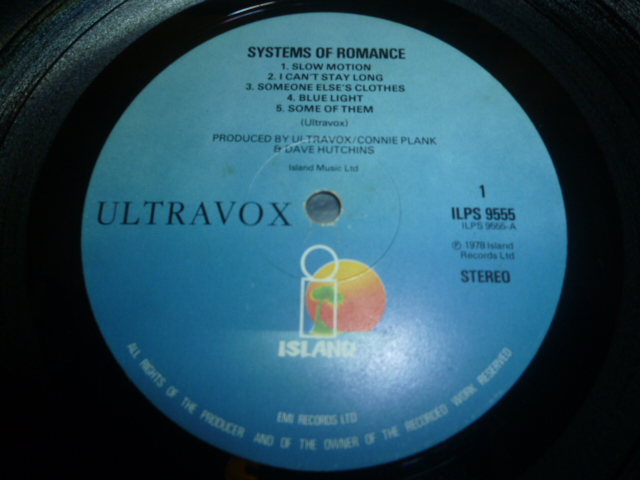 SYSTEMS OF ROMANCE
1. SLOW MOTION
2. I CAN'T STAY LONG
3. SOMEONE ELSE'S CLOTHES
4. BLUE LIGHT
5. SOME OF THEM
(Ultravox)
PRODUCED BY ULTRAVOX/CONNIE PLANK
& DAVE HUTCHINS
Island Music Ltd
ULTRAVOX
1
ILPS 9555
ILPS 9555-A
℗ 1978 Island
Records Ltd
STEREO
i
ISLAND
EMI RECORDS LTD
ALL RIGHTS OF THE PRODUCER AND OF THE OWNER OF THE RECORDED WORK RESERVED